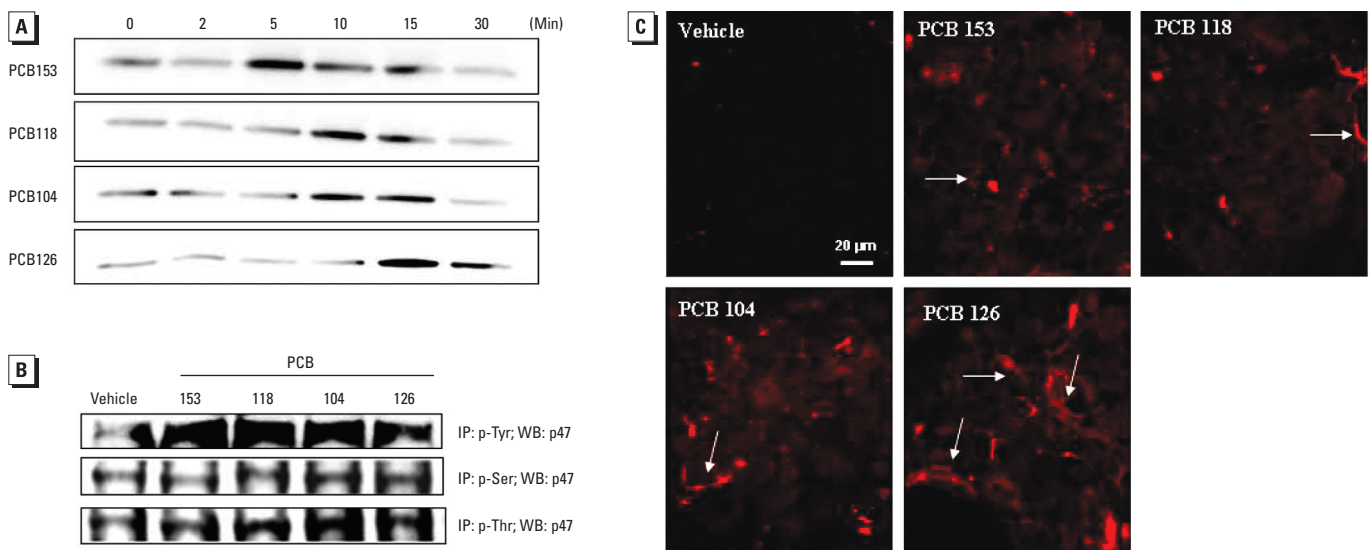 A
0 2 5 10 15 30 (Min)
PCB153
PCB118
PCB104
PCB126
B
PCB
Vehicle 153 118 104 126
IP: p-Tyr; WB: p47
IP: p-Ser; WB: p47
IP: p-Thr; WB: p47
C
Vehicle
20 µm
PCB 153
PCB 118
PCB 104
PCB 126